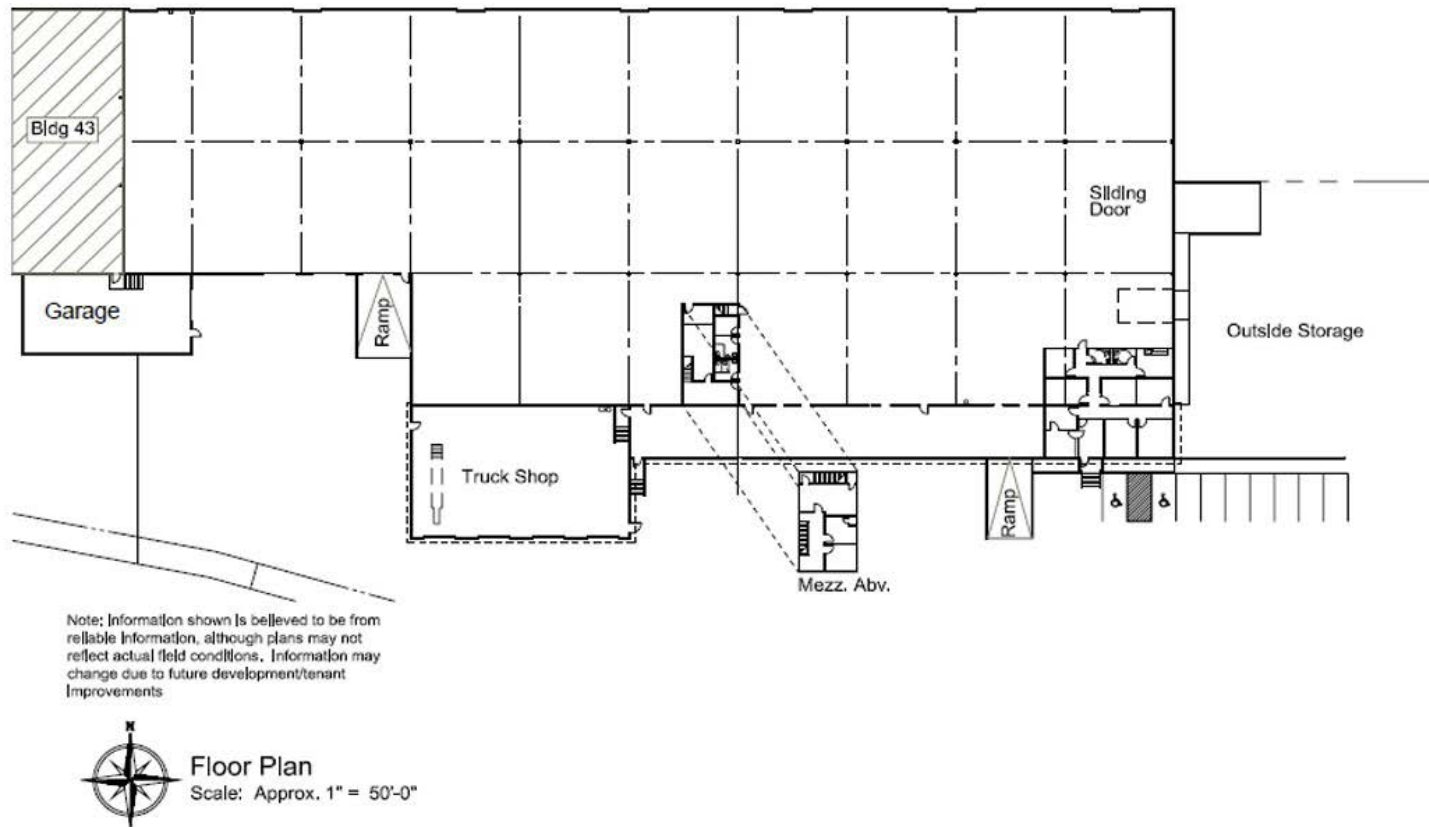 Bldg 43
Sliding
Door
Garage
Ramp
Outside Storage
Truck Shop
Ramp
Mezz. Abv.
Note: Information shown is believed to be from
reliable information, although plans may not
reflect actual field conditions. Information may
change due to future development/tenant
Improvements
N
Floor Plan
Scale: Approx. 1" = 50'-0"